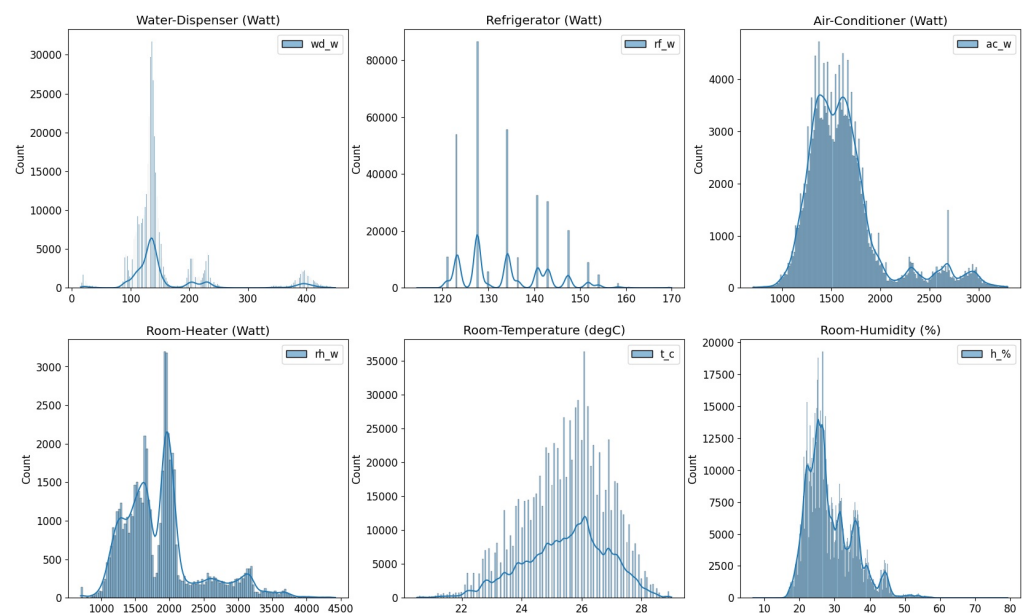 Water-Dispenser (Watt)
wd_w
Count
30000
25000
20000
15000
10000
5000
0
0 100 200 300 400
Refrigerator (Watt)
rf_w
Count
80000
60000
40000
20000
0
120 130 140 150 160 170
Air-Conditioner (Watt)
ac_w
Count
4000
3000
2000
1000
0
1000 1500 2000 2500 3000
Room-Heater (Watt)
rh_w
Count
3000
2500
2000
1500
1000
500
0
1000 1500 2000 2500 3000 3500 4000 4500
Room-Temperature (degC)
t_c
Count
35000
30000
25000
20000
15000
10000
5000
0
22 24 26 28
Room-Humidity (%)
h_%
Count
20000
17500
15000
12500
10000
7500
5000
2500
0
10 20 30 40 50 60 70 80